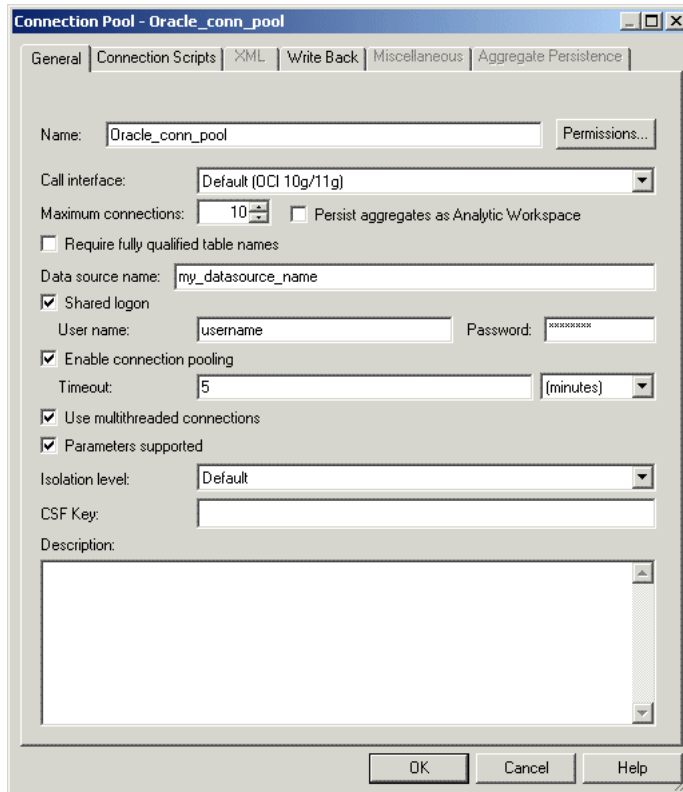 Connection Pool - Oracle_conn_pool
General Connection Scripts XML Write Back Miscellaneous Aggregate Persistence
Name: Oracle_conn_pool Permissions...
Call interface: Default (OCI 10g/11g)
Maximum connections: 10 Persist aggregates as Analytic Workspace
Require fully qualified table names
Data source name: my_datasource_name
Shared logon
User name: username Password: ********
Enable connection pooling
Timeout: 5 (minutes)
Use multithreaded connections
Parameters supported
Isolation level: Default
CSF Key:
Description:
OK Cancel Help